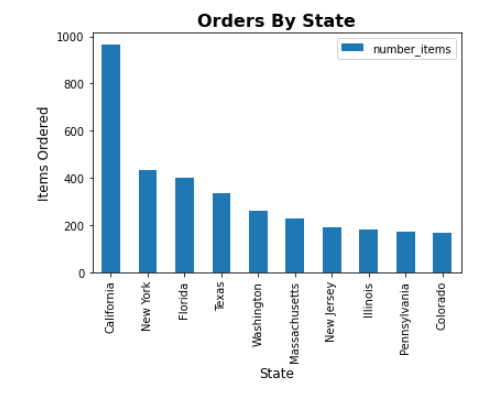 Orders By State
number_items
Items Ordered
1000
800
600
400
200
0
California
New York
Florida
Texas
Washington
Massachusetts
New Jersey
Illinois
Pennsylvania
Colorado
State